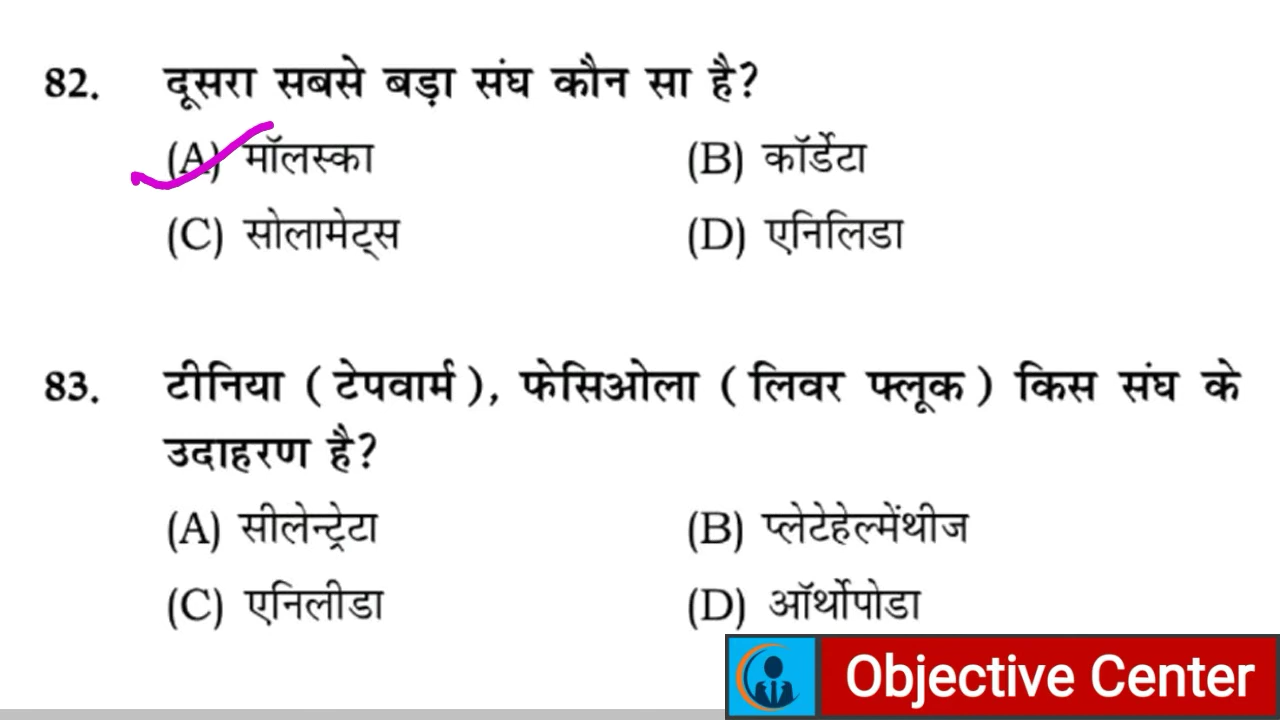 82. दूसरा सबसे बड़ा संघ कौन सा है?
(A) मॉलस्का (B) कॉर्डेटा
(C) सोलामेट्स (D) एनिलिडा
83. टीनिया (टेपवार्म), फेसिओला (लिवर फ्लूक) किस संघ के
उदाहरण है?
(A) सीलेन्ट्रेटा (B) प्लेटेहेल्मेंथीज
(C) एनिलीडा (D) ऑर्थोपोडा
Objective Center